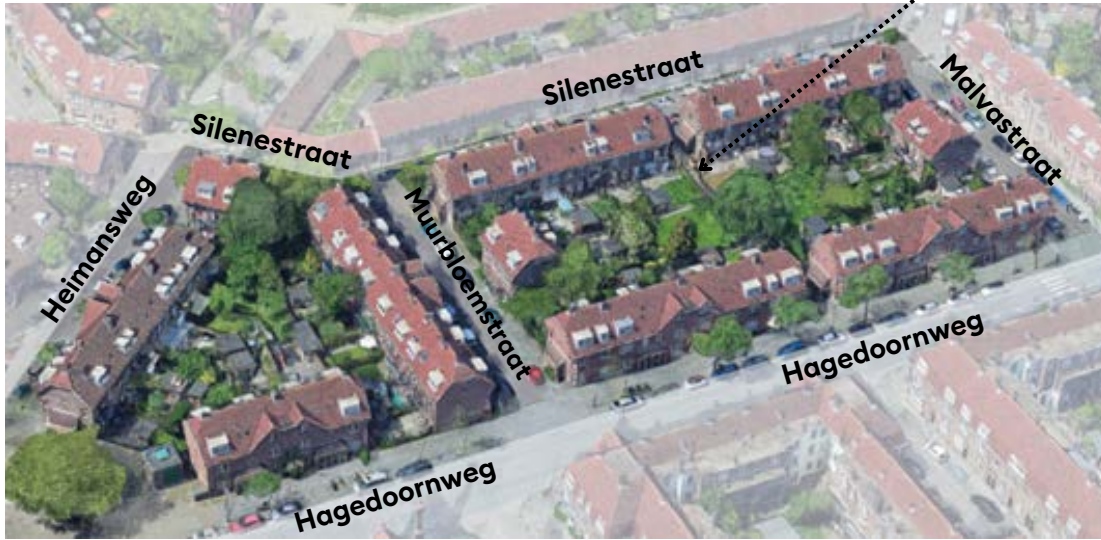 Silenestraat
Silenestraat
Malvastraat
Heimansweg
Muurbloemstraat
Hagedoornweg
Hagedoornweg